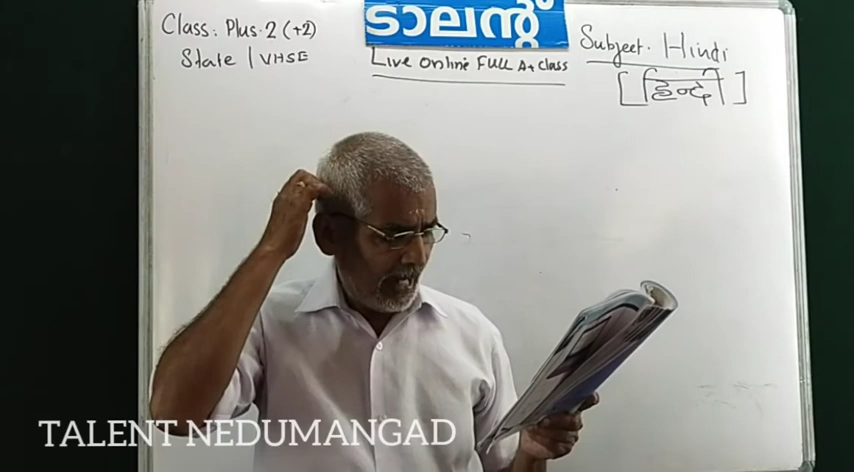 Class: Plus-2 (+2)
State / VHSE
ടാലന്റ്
Live online Full A+ class
Subject. Hindi
[हिन्दी]
TALENT NEDUMANGAD